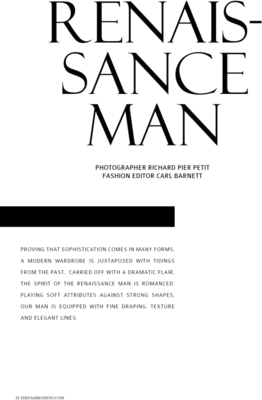 RENAIS-
SANCE
MAN
PHOTOGRAPHER RICHARD PIER PETIT
FASHION EDITOR CARL BARNETT
PROVING THAT SOPHISTICATION COMES IN MANY FORMS,
A MODERN WARDROBE IS JUXTAPOSED WITH TIDINGS
FROM THE PAST. CARRIED OFF WITH A DRAMATIC FLAIR,
THE SPIRIT OF THE RENAISSANCE MAN IS ROMANCED.
PLAYING SOFT ATTRIBUTES AGAINST STRONG SHAPES,
OUR MAN IS EQUIPPED WITH FINE DRAPING, TEXTURE
AND ELEGANT LINES.
20